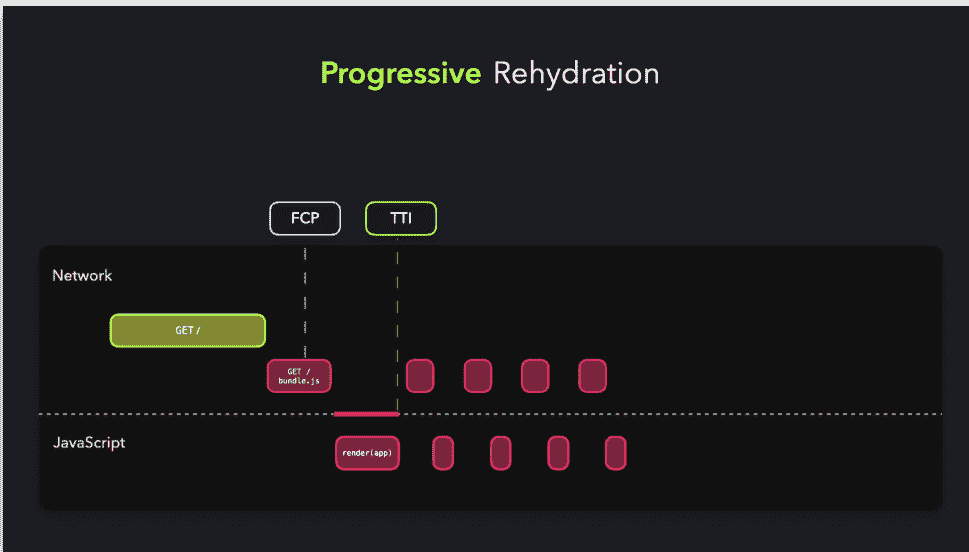 Progressive Rehydration
FCP
TTI
Network
GET /
GET /
bundle.js
JavaScript
render(app)